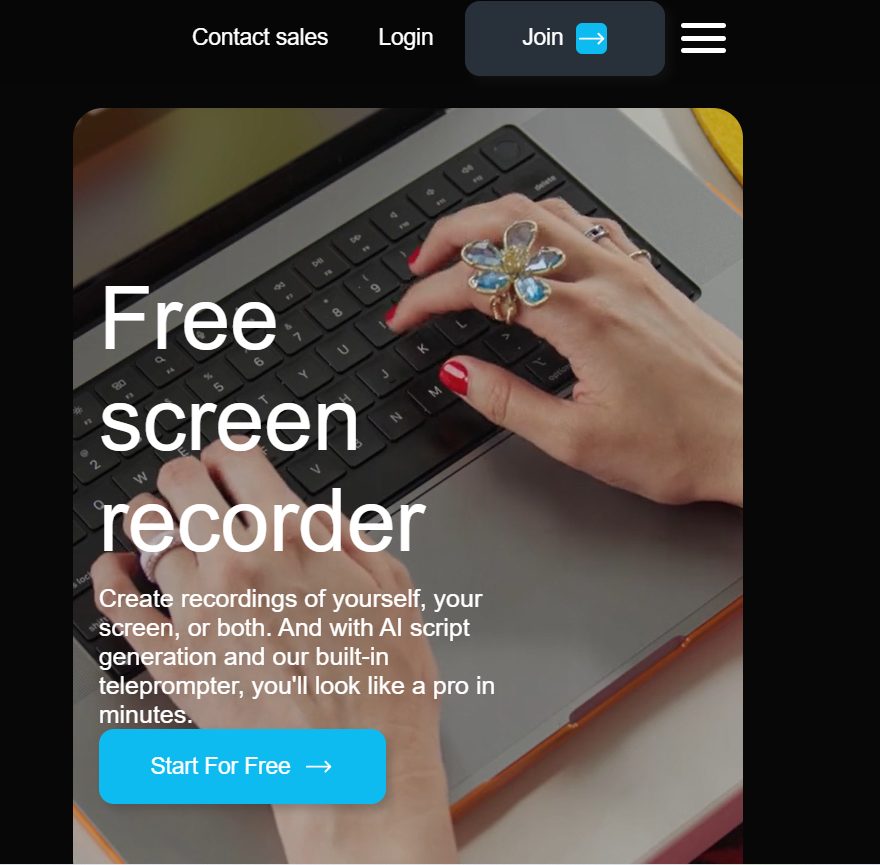 Contact sales
Login
Join
Free
screen
recorder
Create recordings of yourself, your
screen, or both. And with AI script
generation and our built-in
teleprompter, you'll look like a pro in
minutes.
Start For Free